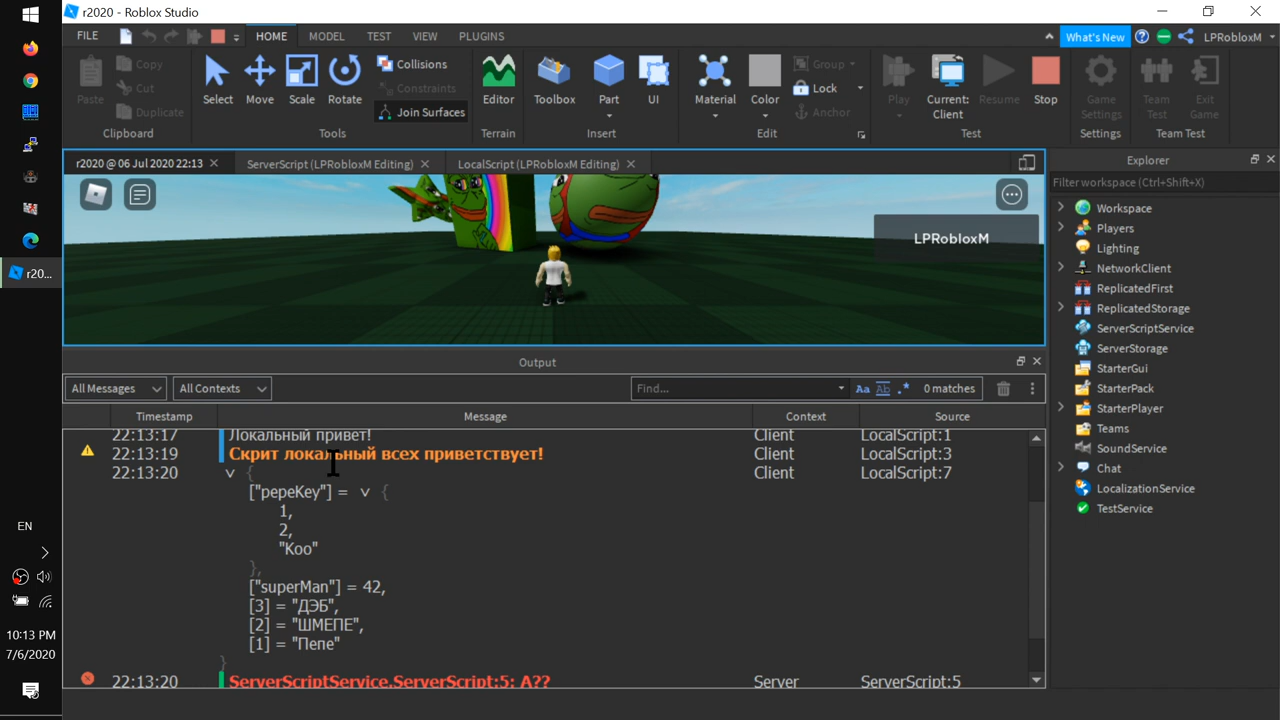 r2020 - Roblox Studio
FILE HOME MODEL TEST VIEW PLUGINS What's New LPRobloxM
Paste Copy Cut Duplicate
Clipboard
Select Move Scale Rotate Collisions Constraints Join Surfaces
Tools
Editor
Terrain
Toolbox Part UI
Insert
Material Color Group Lock Anchor
Edit
Play Current: Client Resume Stop
Test
Game Settings
Settings
Team Test Exit Game
Team Test
r2020 @ 06 Jul 2020 22:13
ServerScript (LPRobloxM Editing)
LocalScript (LPRobloxM Editing)
LPRobloxM
Output
All Messages All Contexts Find... Aa Ab .* 0 matches
Timestamp Message Context Source
22:13:17 Локальный привет! Client LocalScript:1
22:13:19 Скрит локальный всех приветствует! Client LocalScript:3
22:13:20 v { Client LocalScript:7
["pepeKey"] = v {
1,
2,
"Koo"
},
["superMan"] = 42,
[3] = "ДЭБ",
[2] = "ШМЕПЕ",
[1] = "Пепе"
}
22:13:20 ServerScriptService.ServerScript:5: A?? Server ServerScript:5
Explorer
Filter workspace (Ctrl+Shift+X)
Workspace
Players
Lighting
NetworkClient
ReplicatedFirst
ReplicatedStorage
ServerScriptService
ServerStorage
StarterGui
StarterPack
StarterPlayer
Teams
SoundService
Chat
LocalizationService
TestService
r20...
EN
10:13 PM
7/6/2020